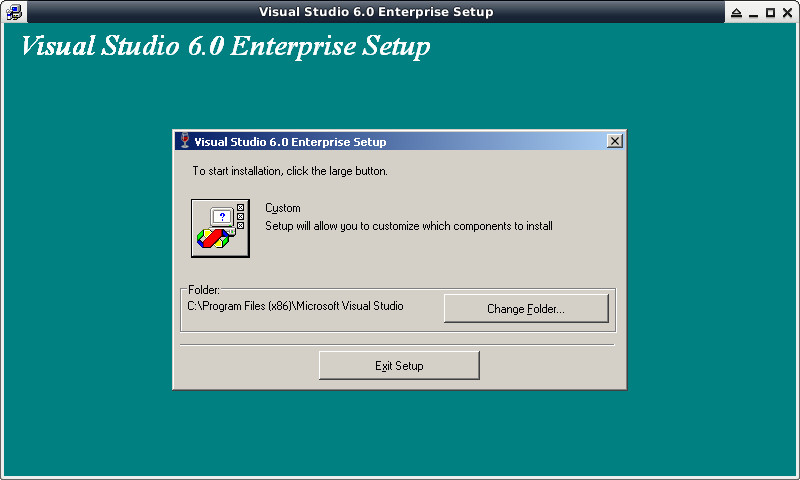 Visual Studio 6.0 Enterprise Setup
Visual Studio 6.0 Enterprise Setup
Visual Studio 6.0 Enterprise Setup
To start installation, click the large button.
?
Custom
Setup will allow you to customize which components to install
Folder:
C:\Program Files (x86)\Microsoft Visual Studio
Change Folder...
Exit Setup